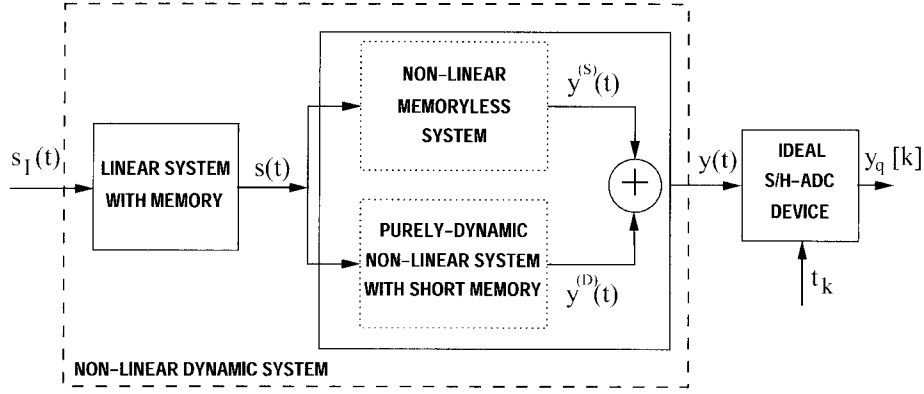 NON-LINEAR
MEMORYLESS
SYSTEM
y(S)(t)
s_I(t)
LINEAR SYSTEM
WITH MEMORY
s(t)
+
y(t)
IDEAL
S/H-ADC
DEVICE
y_q [k]
PURELY-DYNAMIC
NON-LINEAR SYSTEM
WITH SHORT MEMORY
y(D)(t)
t_k
NON-LINEAR DYNAMIC SYSTEM